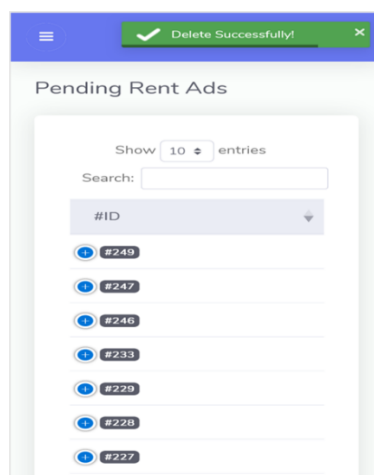 Delete Successfully!
Pending Rent Ads
Show 10 entries
Search:
#ID
#249
#247
#246
#233
#229
#228
#227